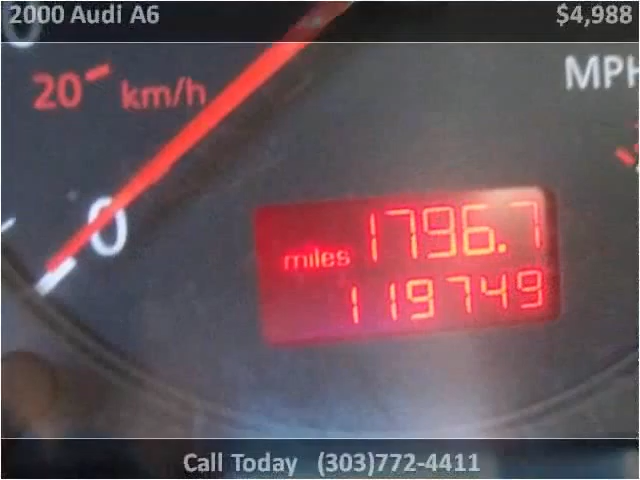 2000 Audi A6 $4,988
MPH
20 km/h
0
1796.7
miles
119749
Call Today (303)772-4411